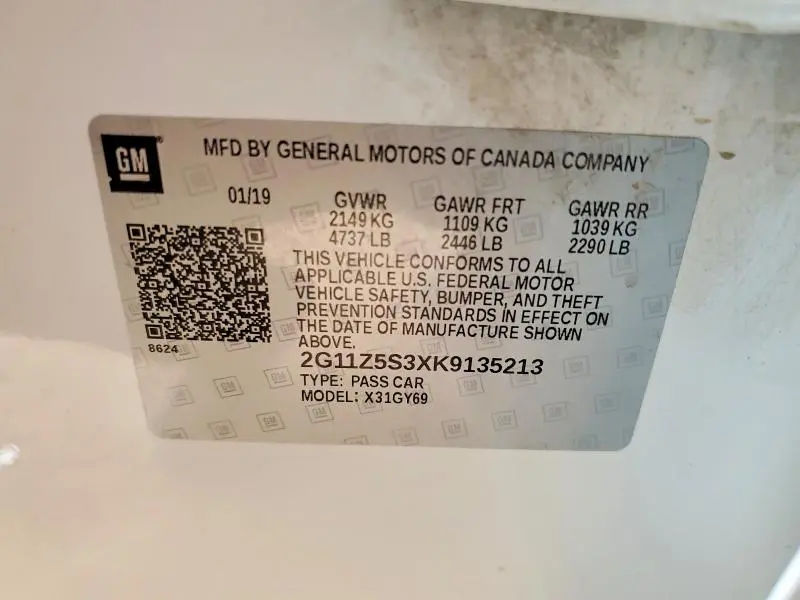 GM
MFD BY GENERAL MOTORS OF CANADA COMPANY
01/19
GVWR
2149 KG
4737 LB
GAWR FRT
1109 KG
2446 LB
GAWR RR
1039 KG
2290 LB
THIS VEHICLE CONFORMS TO ALL
APPLICABLE U.S. FEDERAL MOTOR
VEHICLE SAFETY, BUMPER, AND THEFT
PREVENTION STANDARDS IN EFFECT ON
THE DATE OF MANUFACTURE SHOWN
ABOVE.
8624
2G11Z5S3XK9135213
TYPE: PASS CAR
MODEL: X31GY69